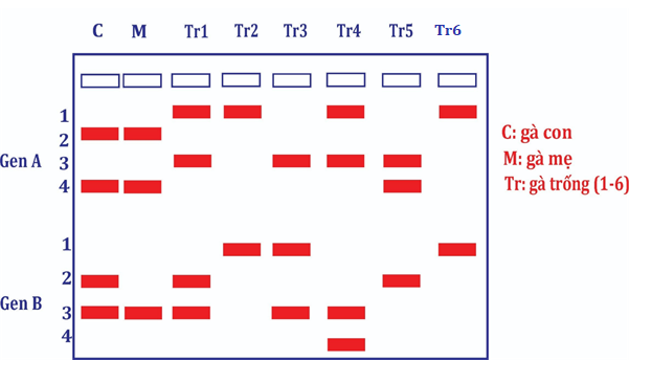 C M Tr1 Tr2 Tr3 Tr4 Tr5 Tr6
1
2
Gen A 3
4
1
2
Gen B 3
4
C: gà con
M: gà mẹ
Tr: gà trống (1-6)